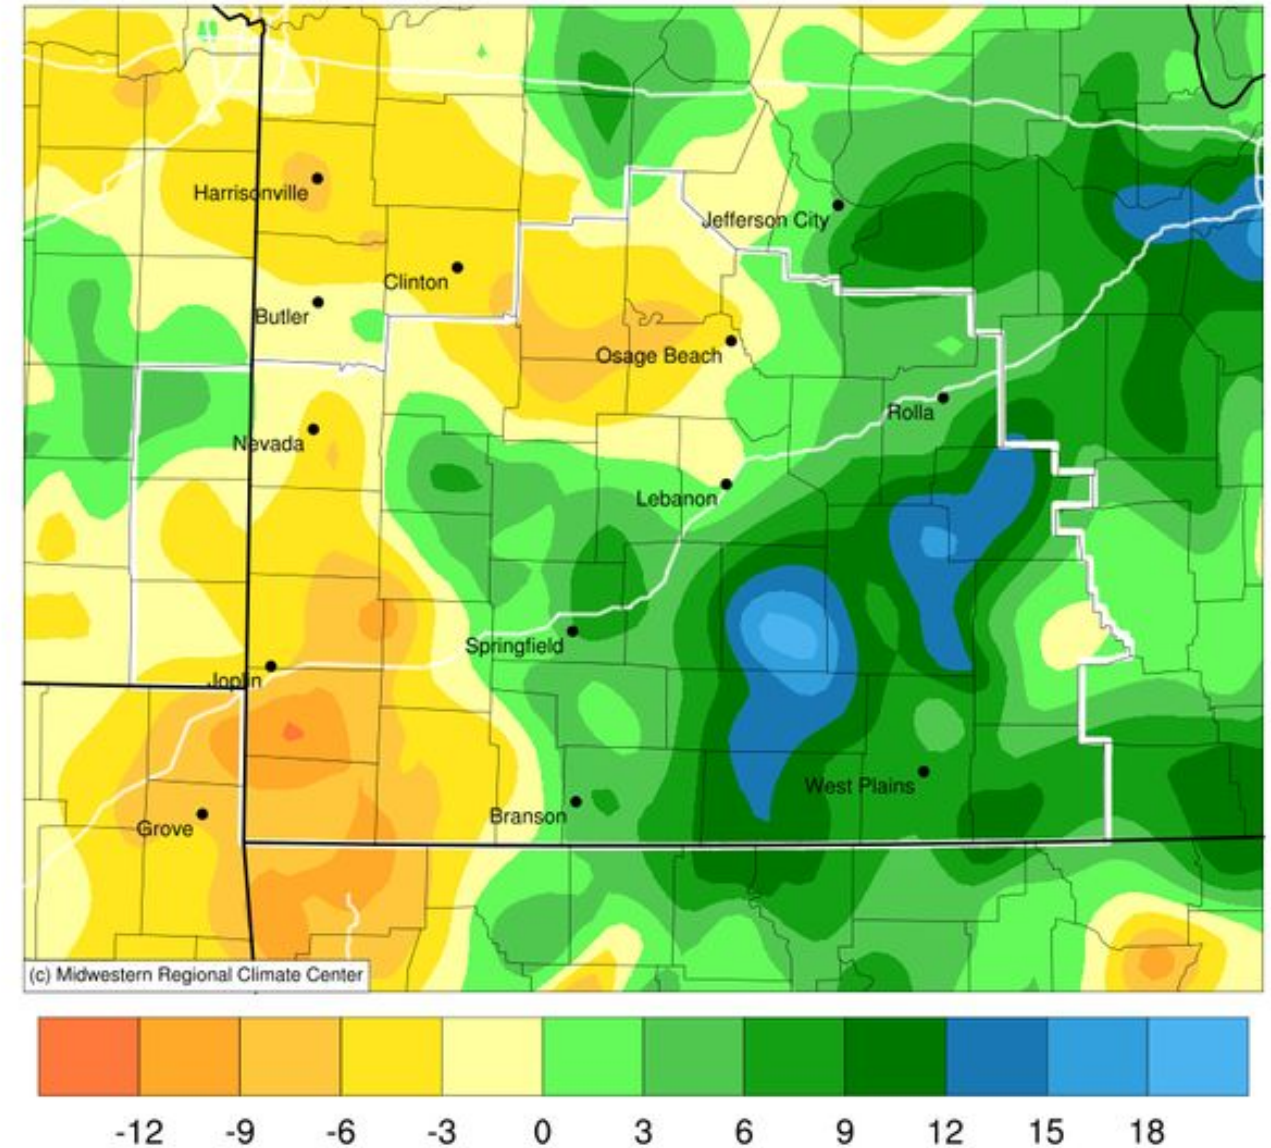 Harrisonville
Jefferson City
Clinton
Butler
Osage Beach
Rolla
Nevada
Lebanon
Springfield
Joplin
West Plains
Branson
Grove
(c) Midwestern Regional Climate Center
-12 -9 -6 -3 0 3 6 9 12 15 18